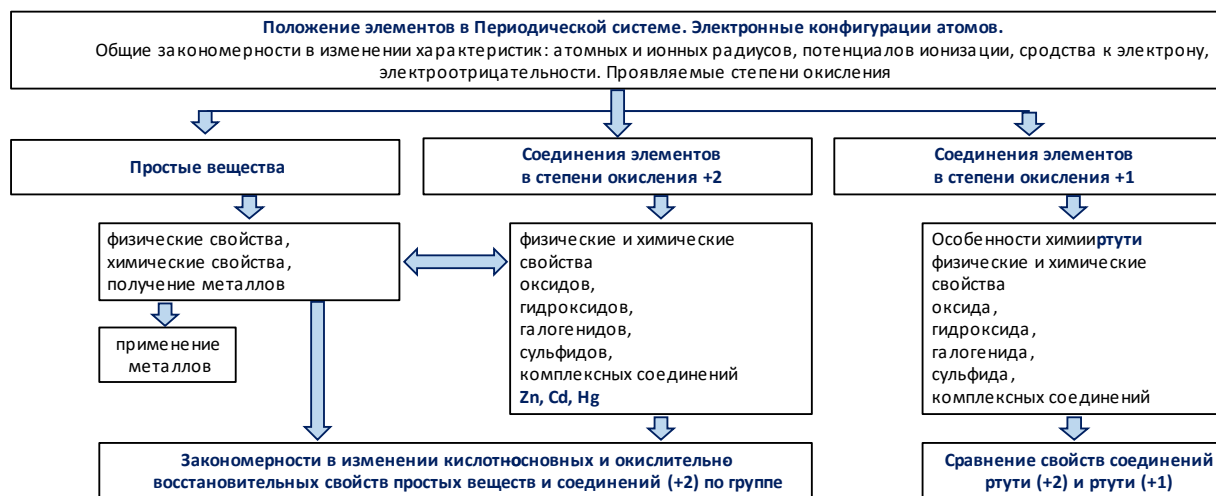 Положение элементов в Периодической системе. Электронные конфигурации атомов.
Общие закономерности в изменении характеристик: атомных и ионных радиусов, потенциалов ионизации, сродства к электрону,
электроотрицательности. Проявляемые степени окисления
Простые вещества
Соединения элементов
в степени окисления +2
Соединения элементов
в степени окисления +1
физические свойства,
химические свойства,
получение металлов
применение
металлов
физические и химические
свойства
оксидов,
гидроксидов,
галогенидов,
сульфидов,
комплексных соединений
Zn, Cd, Hg
Особенности химииртути
физические и химические
свойства
оксида,
гидроксида,
галогенида,
сульфида,
комплексных соединений
Закономерности в изменении кислотно-основных и окислительно-
восстановительных свойств простых веществ и соединений (+2) по группе
Сравнение свойств соединений
ртути (+2) и ртути (+1)